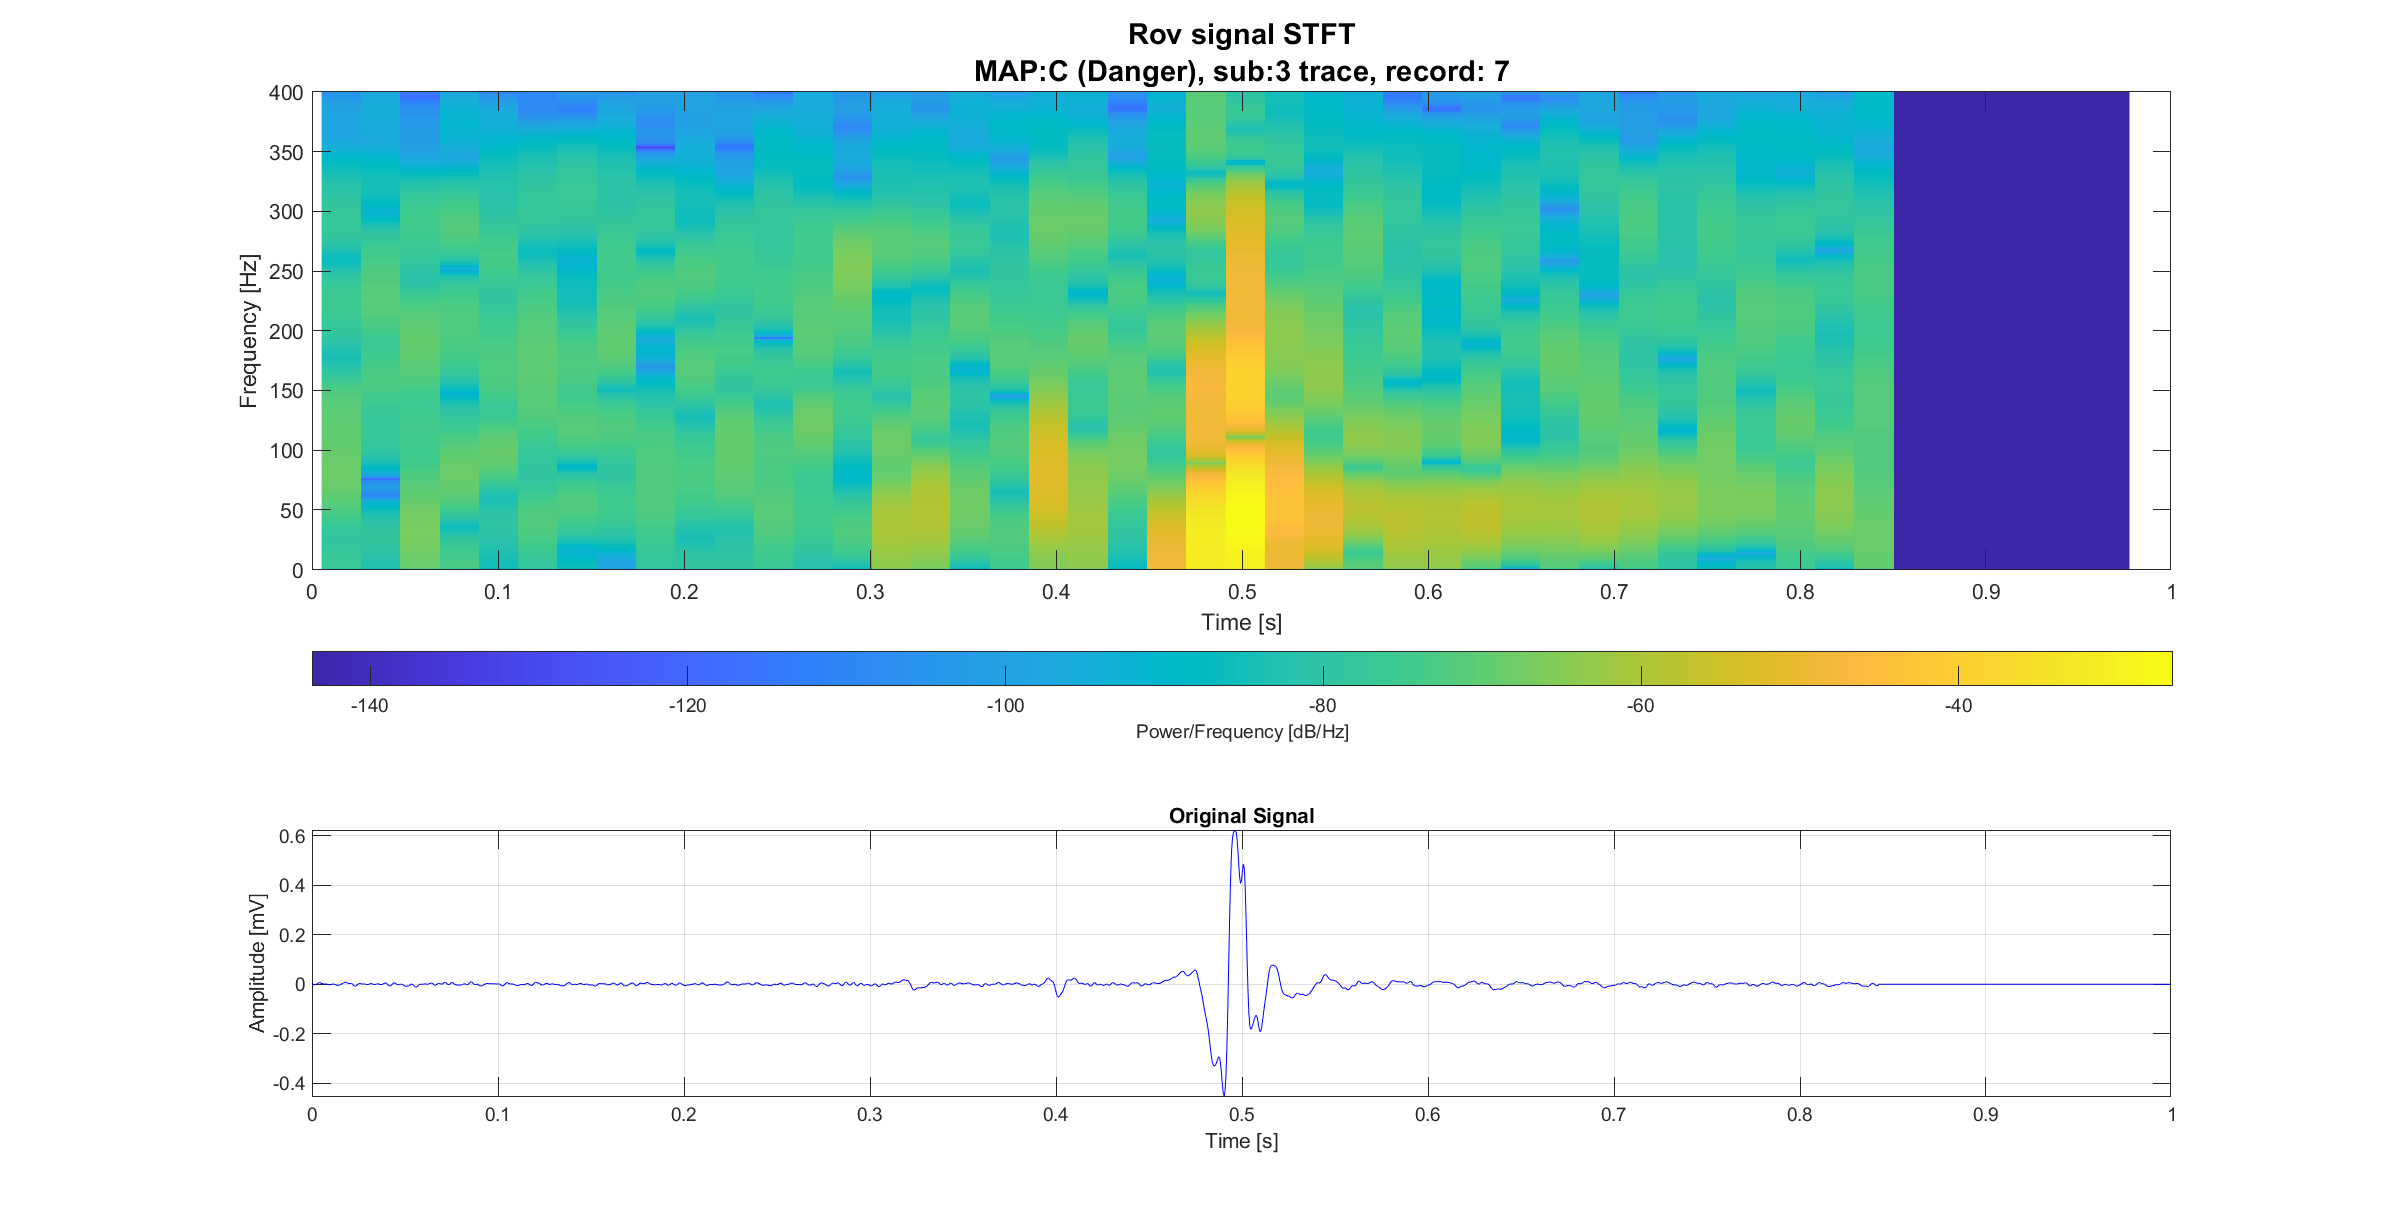 Rov signal STFT
MAP:C (Danger), sub:3 trace, record: 7
400
350
300
250
200
150
100
50
0
Frequency [Hz]
0 0.1 0.2 0.3 0.4 0.5 0.6 0.7 0.8 0.9 1
Time [s]
-140 -120 -100 -80 -60 -40
Power/Frequency [dB/Hz]
Original Signal
0.6
0.4
0.2
0
-0.2
-0.4
Amplitude [mV]
0 0.1 0.2 0.3 0.4 0.5 0.6 0.7 0.8 0.9 1
Time [s]